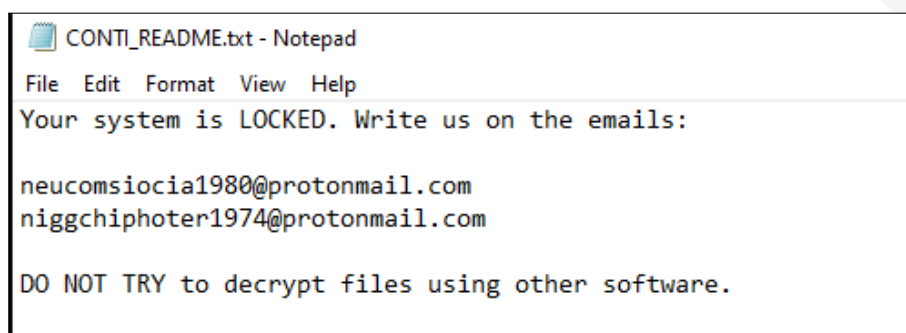 CONTI_README.txt - Notepad
File Edit Format View Help
Your system is LOCKED. Write us on the emails:
neucomsiocia1980@protonmail.com
niggchiphoter1974@protonmail.com
DO NOT TRY to decrypt files using other software.